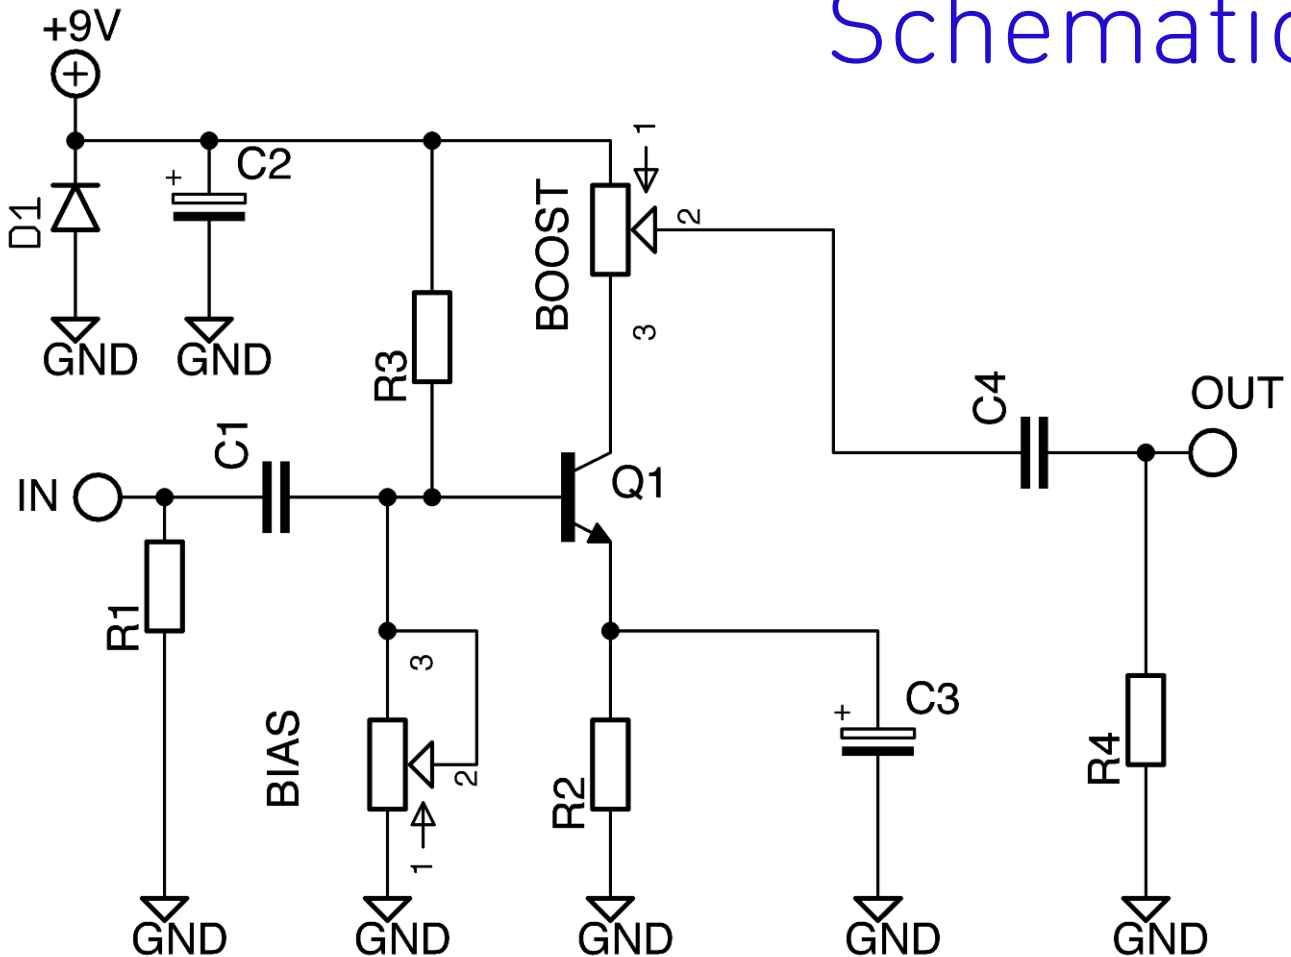 Schematic
+9V
+
D1
+
C2
GND
GND
R3
BOOST
1
2
3
C4
OUT
IN
C1
Q1
R1
BIAS
3
2
1
R2
+
C3
R4
GND
GND
GND
GND
GND